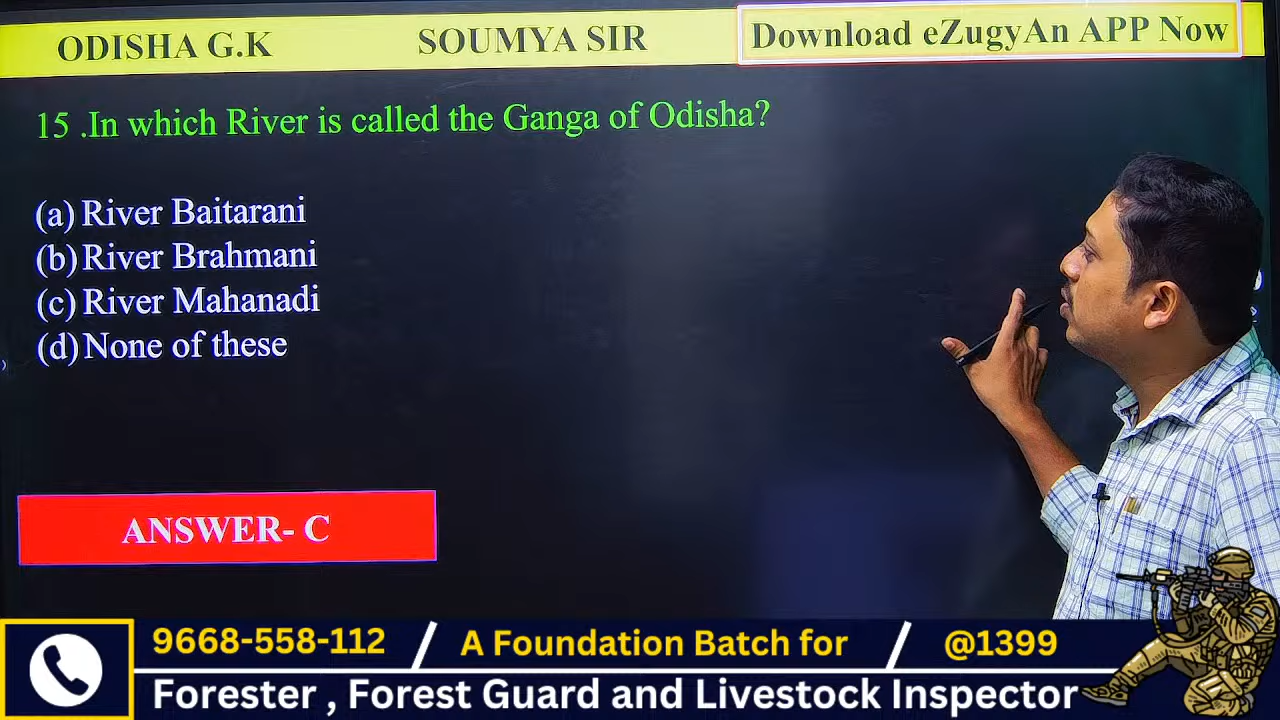 ODISHA G.K SOUMYA SIR Download eZugyAn APP Now
15 .In which River is called the Ganga of Odisha?
(a) River Baitarani
(b) River Brahmani
(c) River Mahanadi
(d) None of these
ANSWER- C
9668-558-112 / A Foundation Batch for / @1399
Forester , Forest Guard and Livestock Inspector